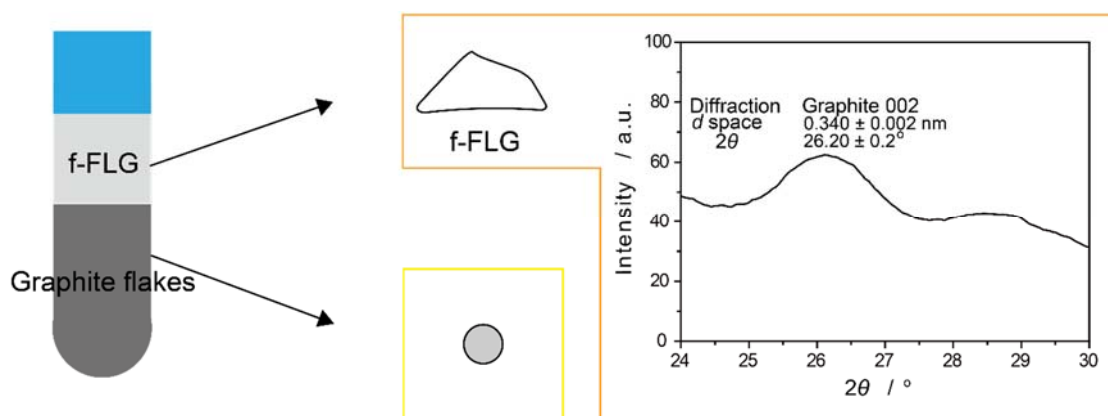 f-FLG
Graphite flakes
f-FLG
Intensity / a.u.
100
80
60
40
20
0
Diffraction Graphite 002
d space 0.340 ± 0.002 nm
2θ 26.20 ± 0.2°
24 25 26 27 28 29 30
2θ / °